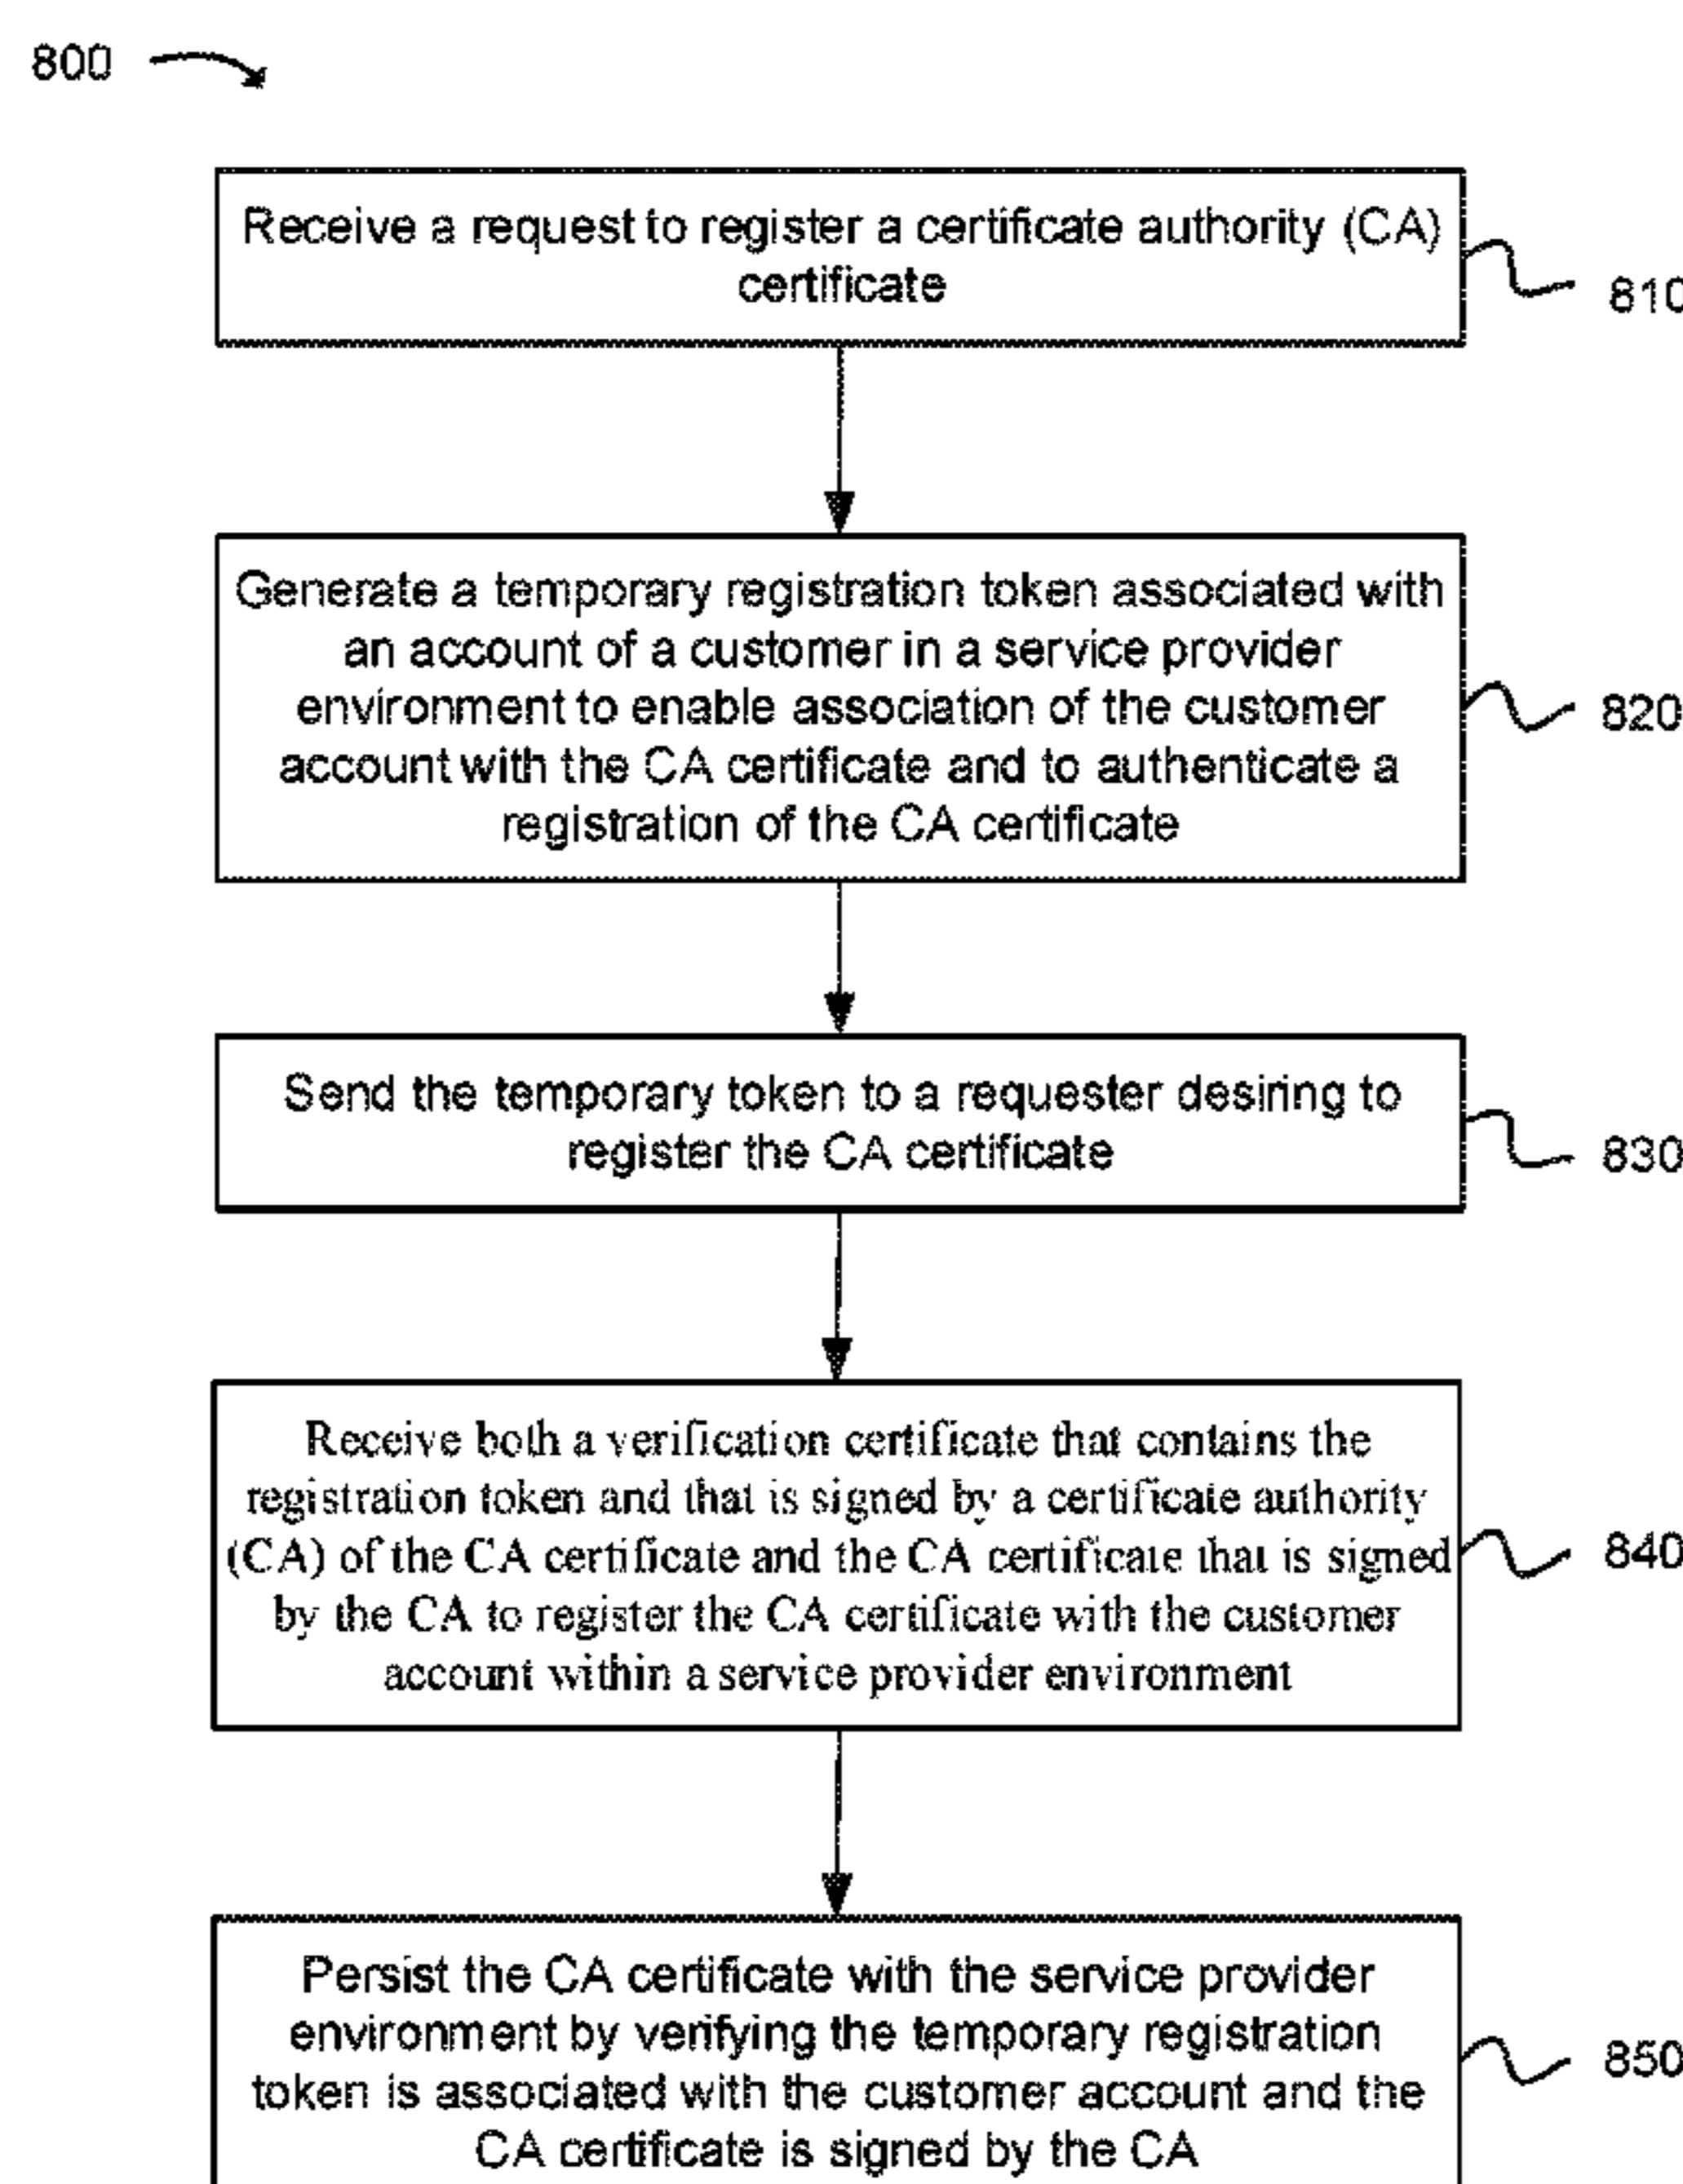 800
Receive a request to register a certificate authority (CA)
certificate
810
Generate a temporary registration token associated with
an account of a customer in a service provider
environment to enable association of the customer
account with the CA certificate and to authenticate a
registration of the CA certificate
820
Send the temporary token to a requester desiring to
register the CA certificate
830
Receive both a verification certificate that contains the
registration token and that is signed by a certificate authority
(CA) of the CA certificate and the CA certificate that is signed
by the CA to register the CA certificate with the customer
account within a service provider environment
840
Persist the CA certificate with the service provider
environment by verifying the temporary registration
token is associated with the customer account and the
CA certificate is signed by the CA
850